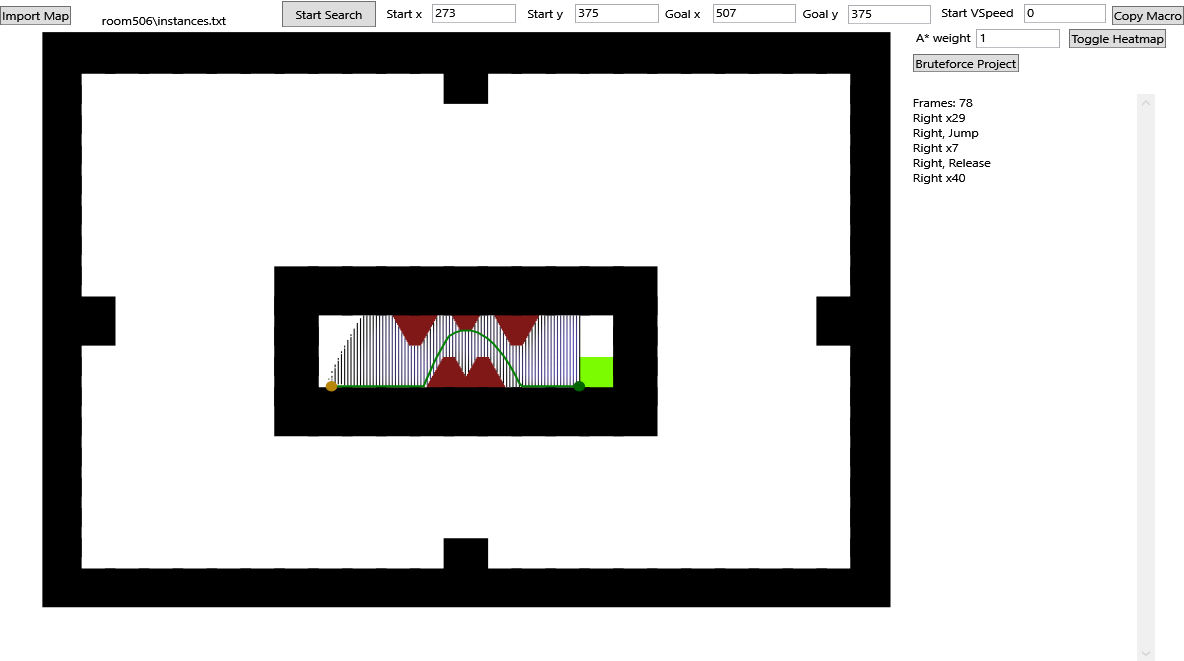 Import Map
room506\instances.txt
Start Search
Start x 273
Start y 375
Goal x 507
Goal y 375
Start VSpeed 0
Copy Macro
A* weight 1
Toggle Heatmap
Bruteforce Project
Frames: 78
Right x29
Right, Jump
Right x7
Right, Release
Right x40